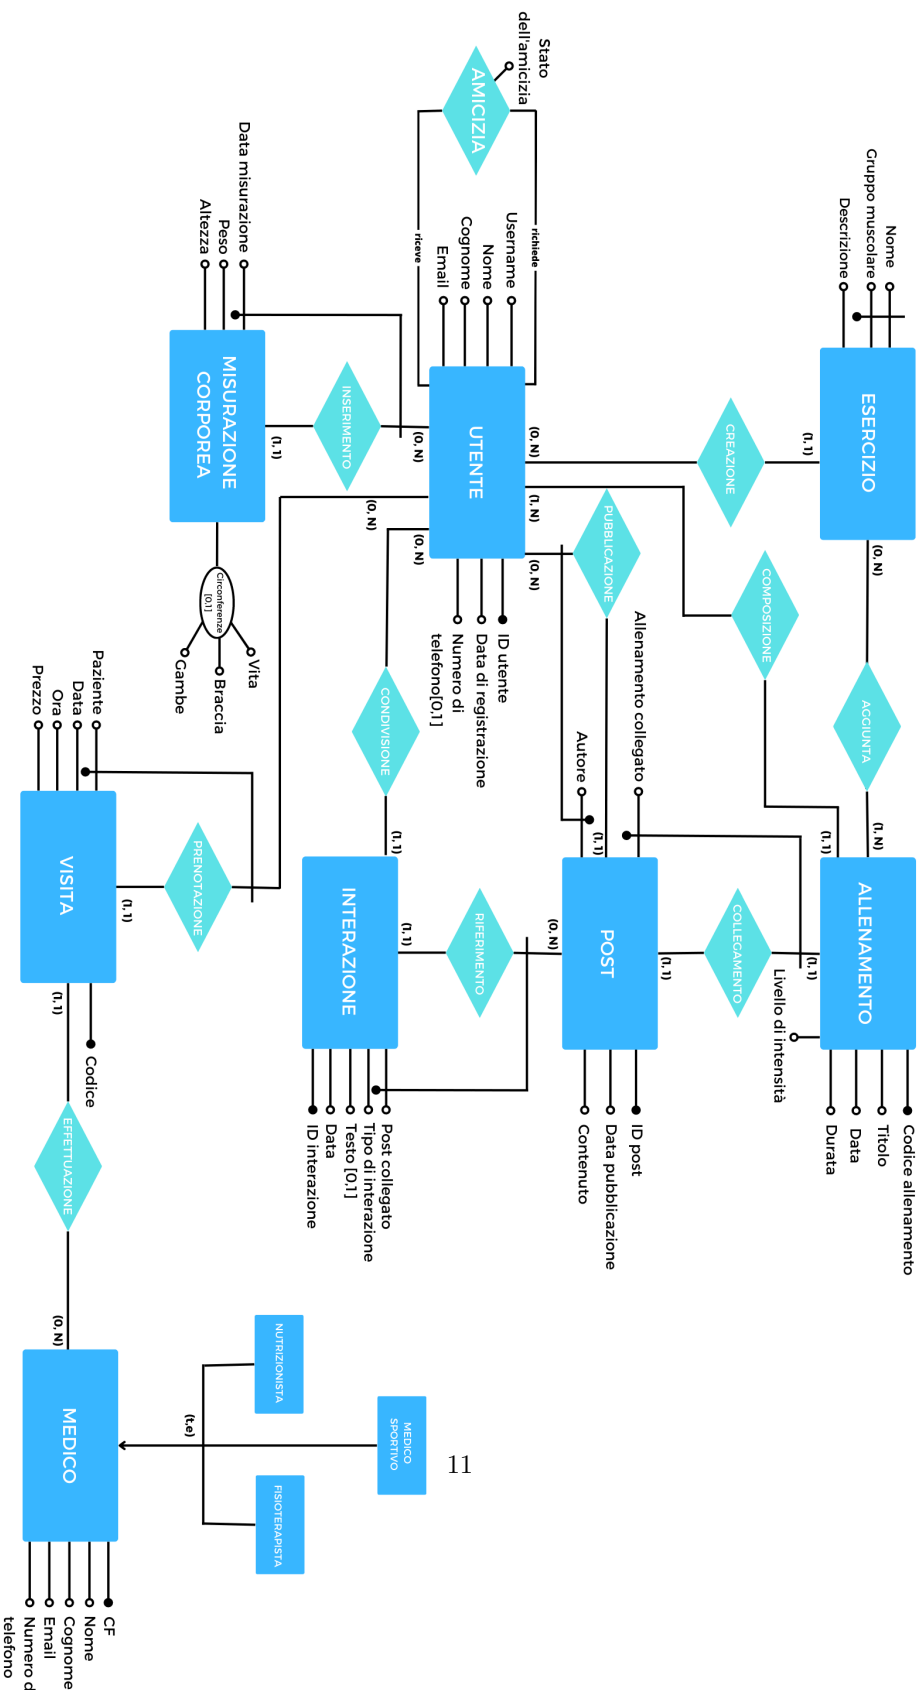 Stato
dell'amicizia
AMICIZIA
richiede
riceve
Nome
Gruppo muscolare
Descrizione
ESERCIZIO
(1, 1)
(0, N)
CREAZIONE
Username
Nome
Cognome
Email
UTENTE
(0, N)
(1, N)
(0, N)
(0, N)
(0, N)
(0, N)
ID utente
Data di registrazione
Numero di
telefono[0,1]
Data misurazione
Peso
Altezza
MISURAZIONE
CORPOREA
(1, 1)
INSERIMENTO
Circonferenze
[0,1]
Vita
Braccia
Gambe
PUBBLICAZIONE
COMPOSIZIONE
AGGIUNTA
CONDIVISIONE
Allenamento collegato
Autore
(1, 1)
POST
(0, N)
(1, 1)
ID post
Data pubblicazione
Contenuto
COLLEGAMENTO
(1, N)
(1, 1)
ALLENAMENTO
(1, 1)
Livello di intensità
Codice allenamento
Titolo
Data
Durata
RIFERIMENTO
(1, 1)
INTERAZIONE
(1, 1)
Post collegato
Tipo di interazione
Testo [0,1]
Data
ID interazione
Paziente
Data
Ora
Prezzo
VISITA
(1, 1)
(1, 1)
Codice
PRENOTAZIONE
EFFETTUAZIONE
(0, N)
MEDICO
CF
Nome
Cognome
Email
Numero d
telefono
(t,e)
NUTRIZIONISTA
MEDICO
SPORTIVO
FISIOTERAPISTA
11